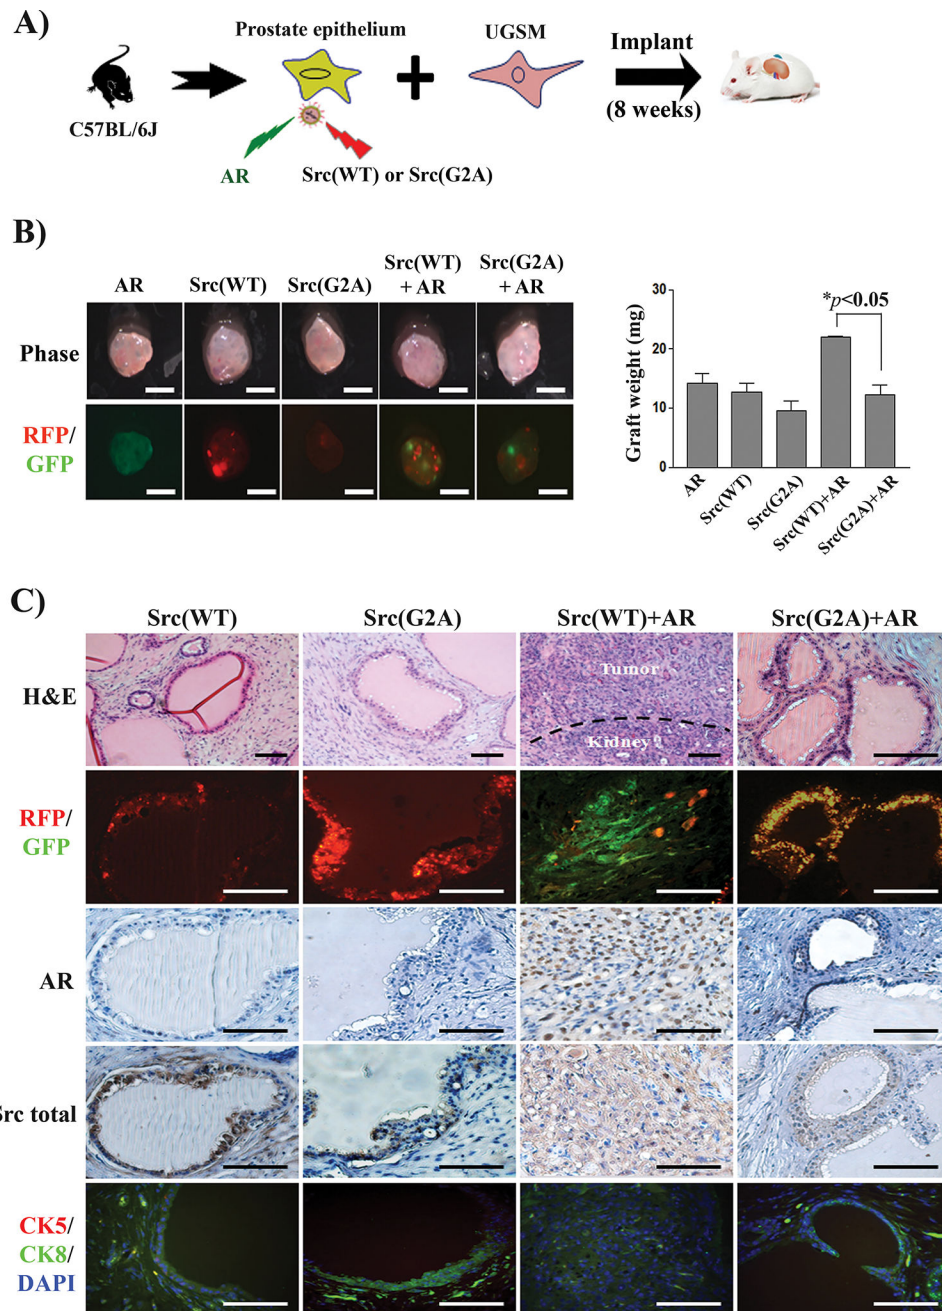 A)
Prostate epithelium
UGSM
Implant
(8 weeks)
C57BL/6J
AR
Src(WT) or Src(G2A)
B)
AR
Src(WT)
Src(G2A)
Src(WT)
+ AR
Src(G2A)
+ AR
Phase
RFP/
GFP
Graft weight (mg)
30
20
10
0
*p<0.05
AR
Src(WT)
Src(G2A)
Src(WT)+AR
Src(G2A)+AR
C)
Src(WT)
Src(G2A)
Src(WT)+AR
Src(G2A)+AR
H&E
Tumor
Kidney
RFP/
GFP
AR
Src total
CK5/
CK8/
DAPI